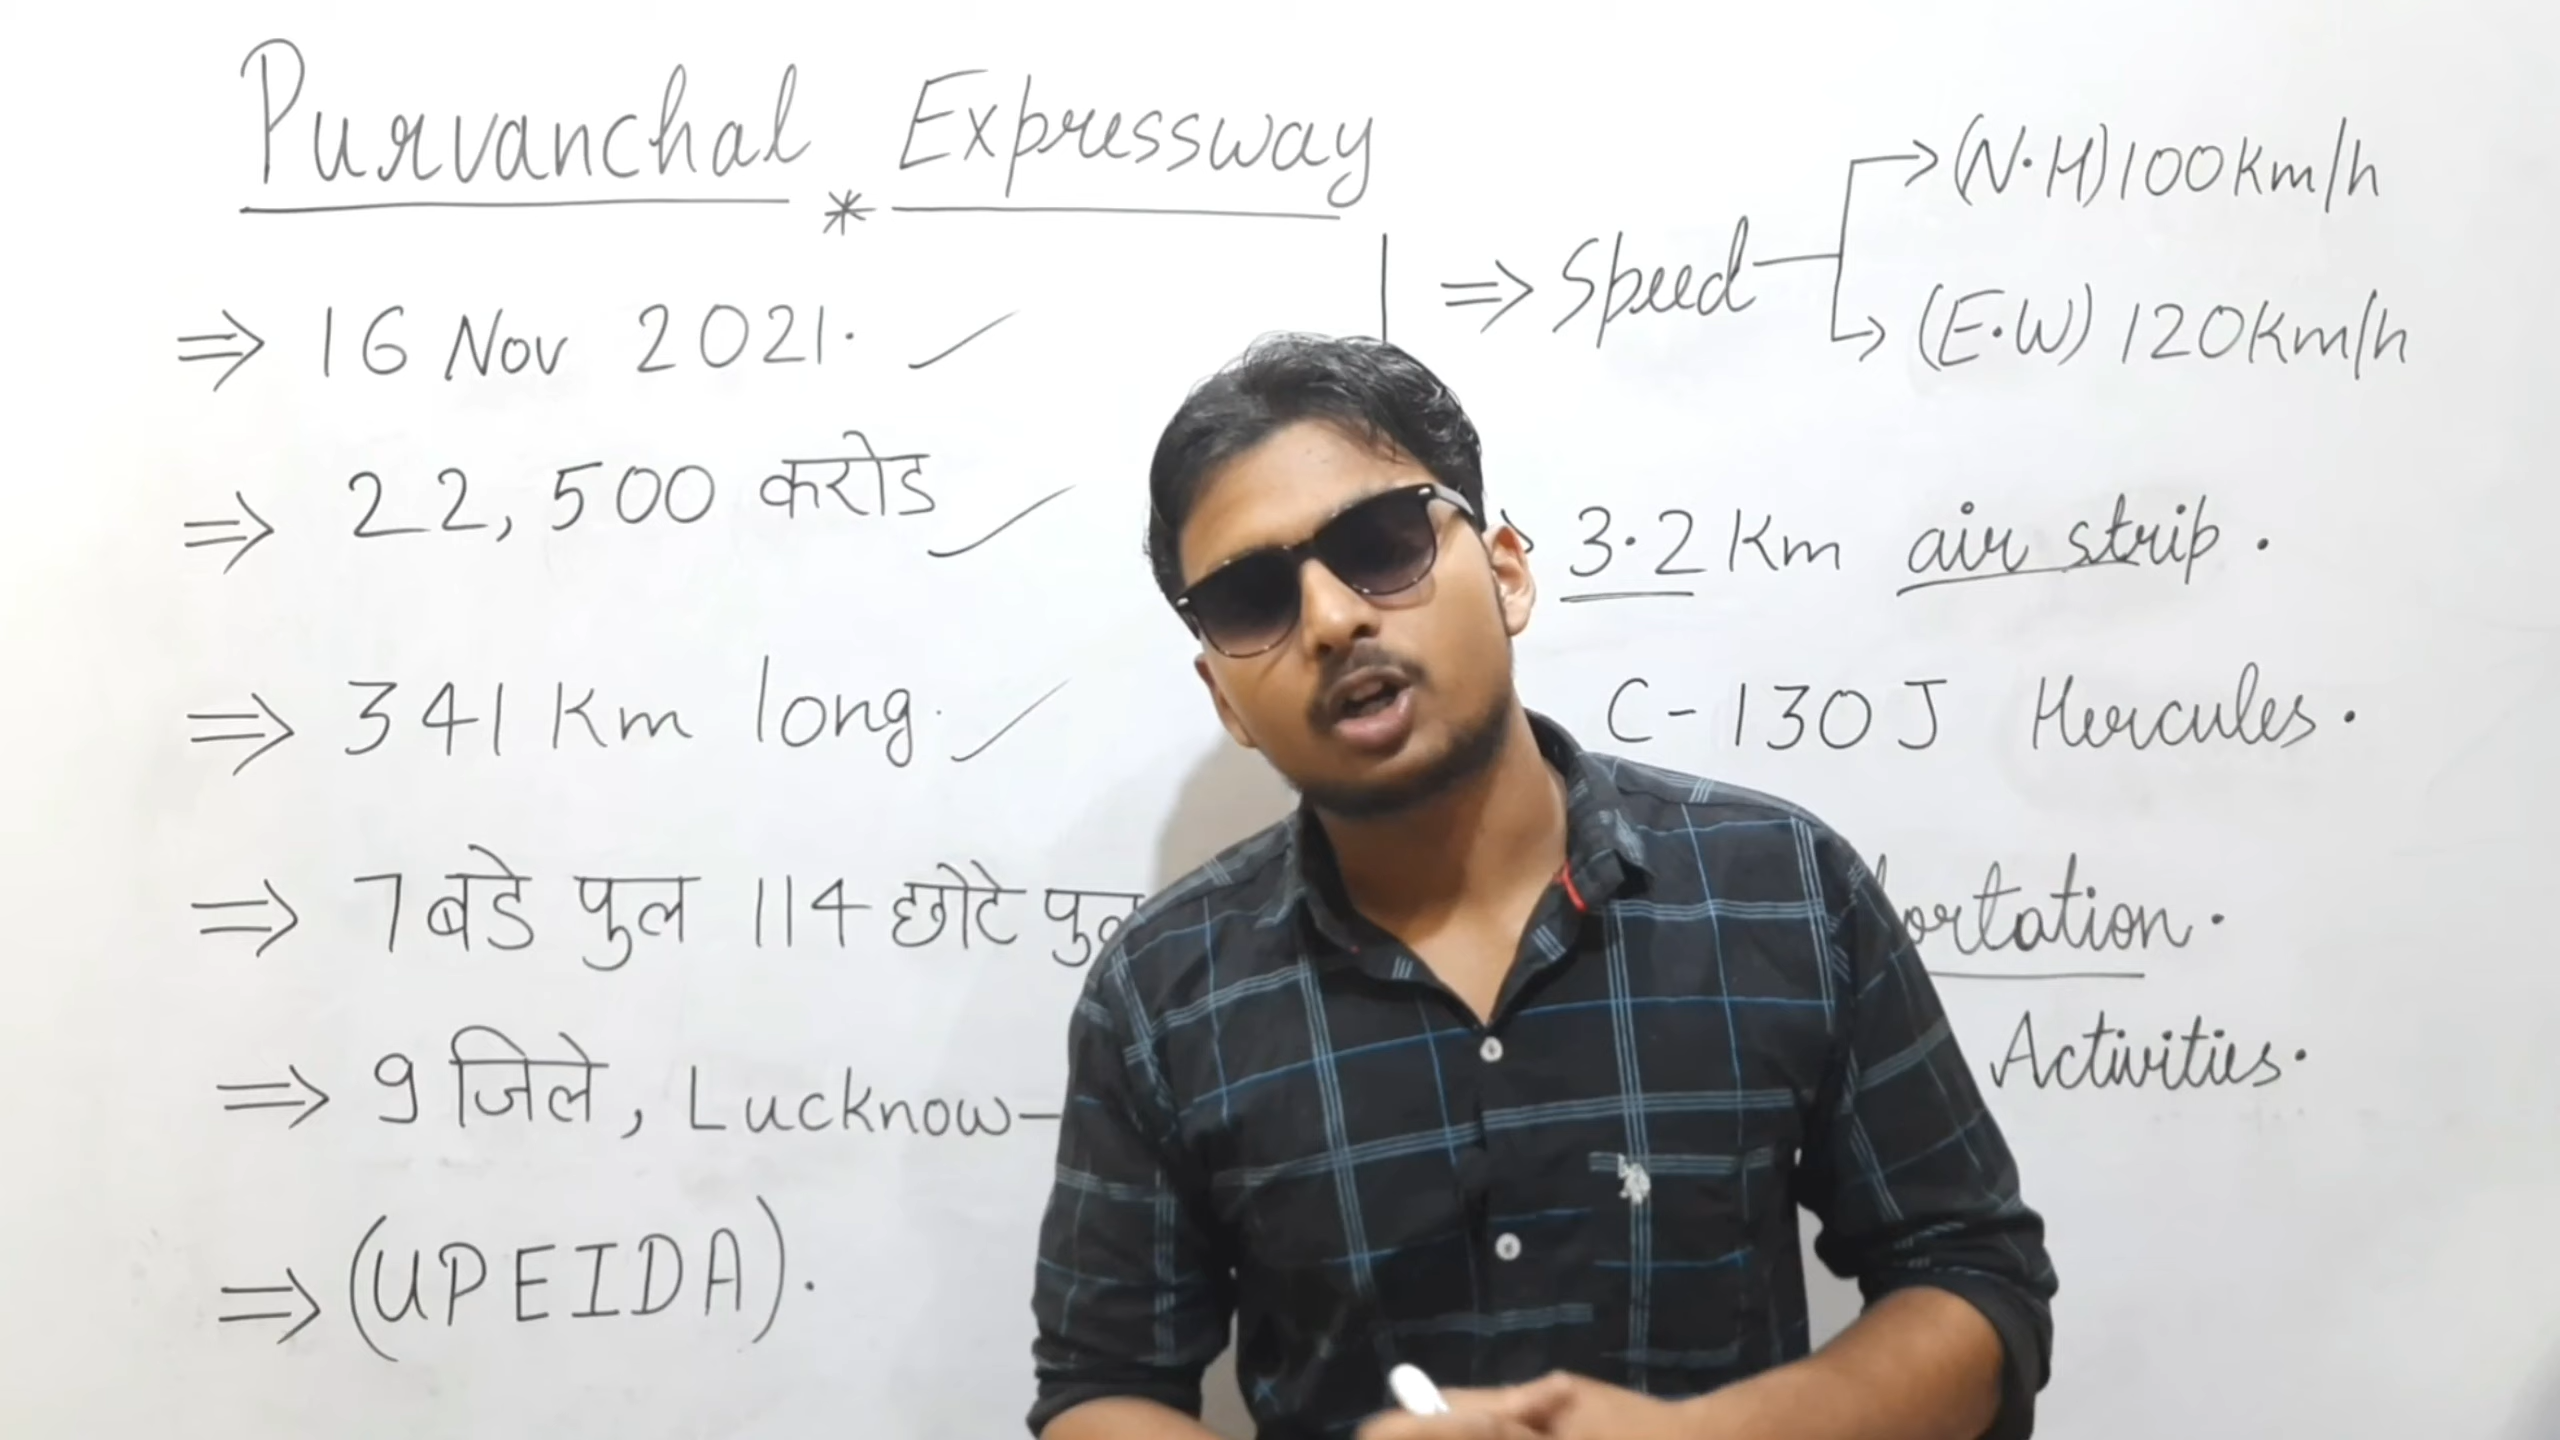 Purvanchal Expressway
*
⇒ 16 Nov 2021.
⇒ 22,500 करोड
⇒ 341 Km long.
⇒ 7 बडे पुल 114 छोटे
⇒ 9 जिले, Lucknow–
⇒ (UPEIDA).
⇒ Speed
→ (N.H) 100 Km/h
→ (E.W) 120 Km/h
3.2 Km air strip.
C-130 J Hercules.
Activities.